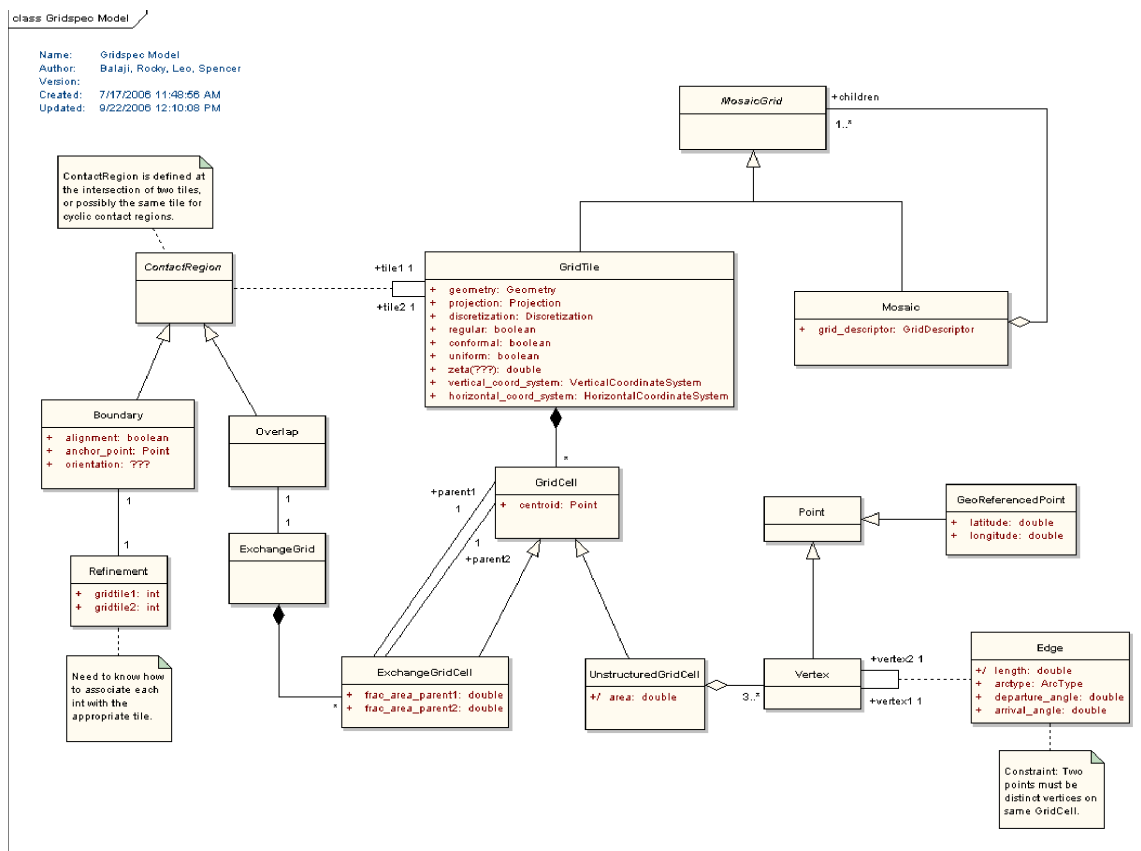 class Gridspec Model
Name: Gridspec Model
Author: Balaji, Rocky, Leo, Spencer
Version:
Created: 7/17/2006 11:48:56 AM
Updated: 9/22/2006 12:10:08 PM
MosaicGrid
+children
1..*
ContactRegion is defined at
the intersection of two tiles,
or possibly the same tile for
cyclic contact regions.
ContactRegion
+tile1 1
+tile2 1
GridTile
+ geometry: Geometry
+ projection: Projection
+ discretization: Discretization
+ regular: boolean
+ conformal: boolean
+ uniform: boolean
+ zeta(???): double
+ vertical_coord_system: VerticalCoordinateSystem
+ horizontal_coord_system: HorizontalCoordinateSystem
Mosaic
+ grid_descriptor: GridDescriptor
Boundary
+ alignment: boolean
+ anchor_point: Point
+ orientation: ???
Overlap
*
1
1
1
1
GridCell
+ centroid: Point
+parent1
1
1
+parent2
Point
GeoReferencedPoint
+ latitude: double
+ longitude: double
ExchangeGrid
Refinement
+ gridtile1: int
+ gridtile2: int
Need to know how
to associate each
int with the
appropriate tile.
ExchangeGridCell
+ frac_area_parent1: double
+ frac_area_parent2: double
*
UnstructuredGridCell
+/ area: double
3..*
Vertex
+vertex2 1
+vertex1 1
Edge
+/ length: double
+ arctype: ArcType
+ departure_angle: double
+ arrival_angle: double
Constraint: Two
points must be
distinct vertices on
same GridCell.